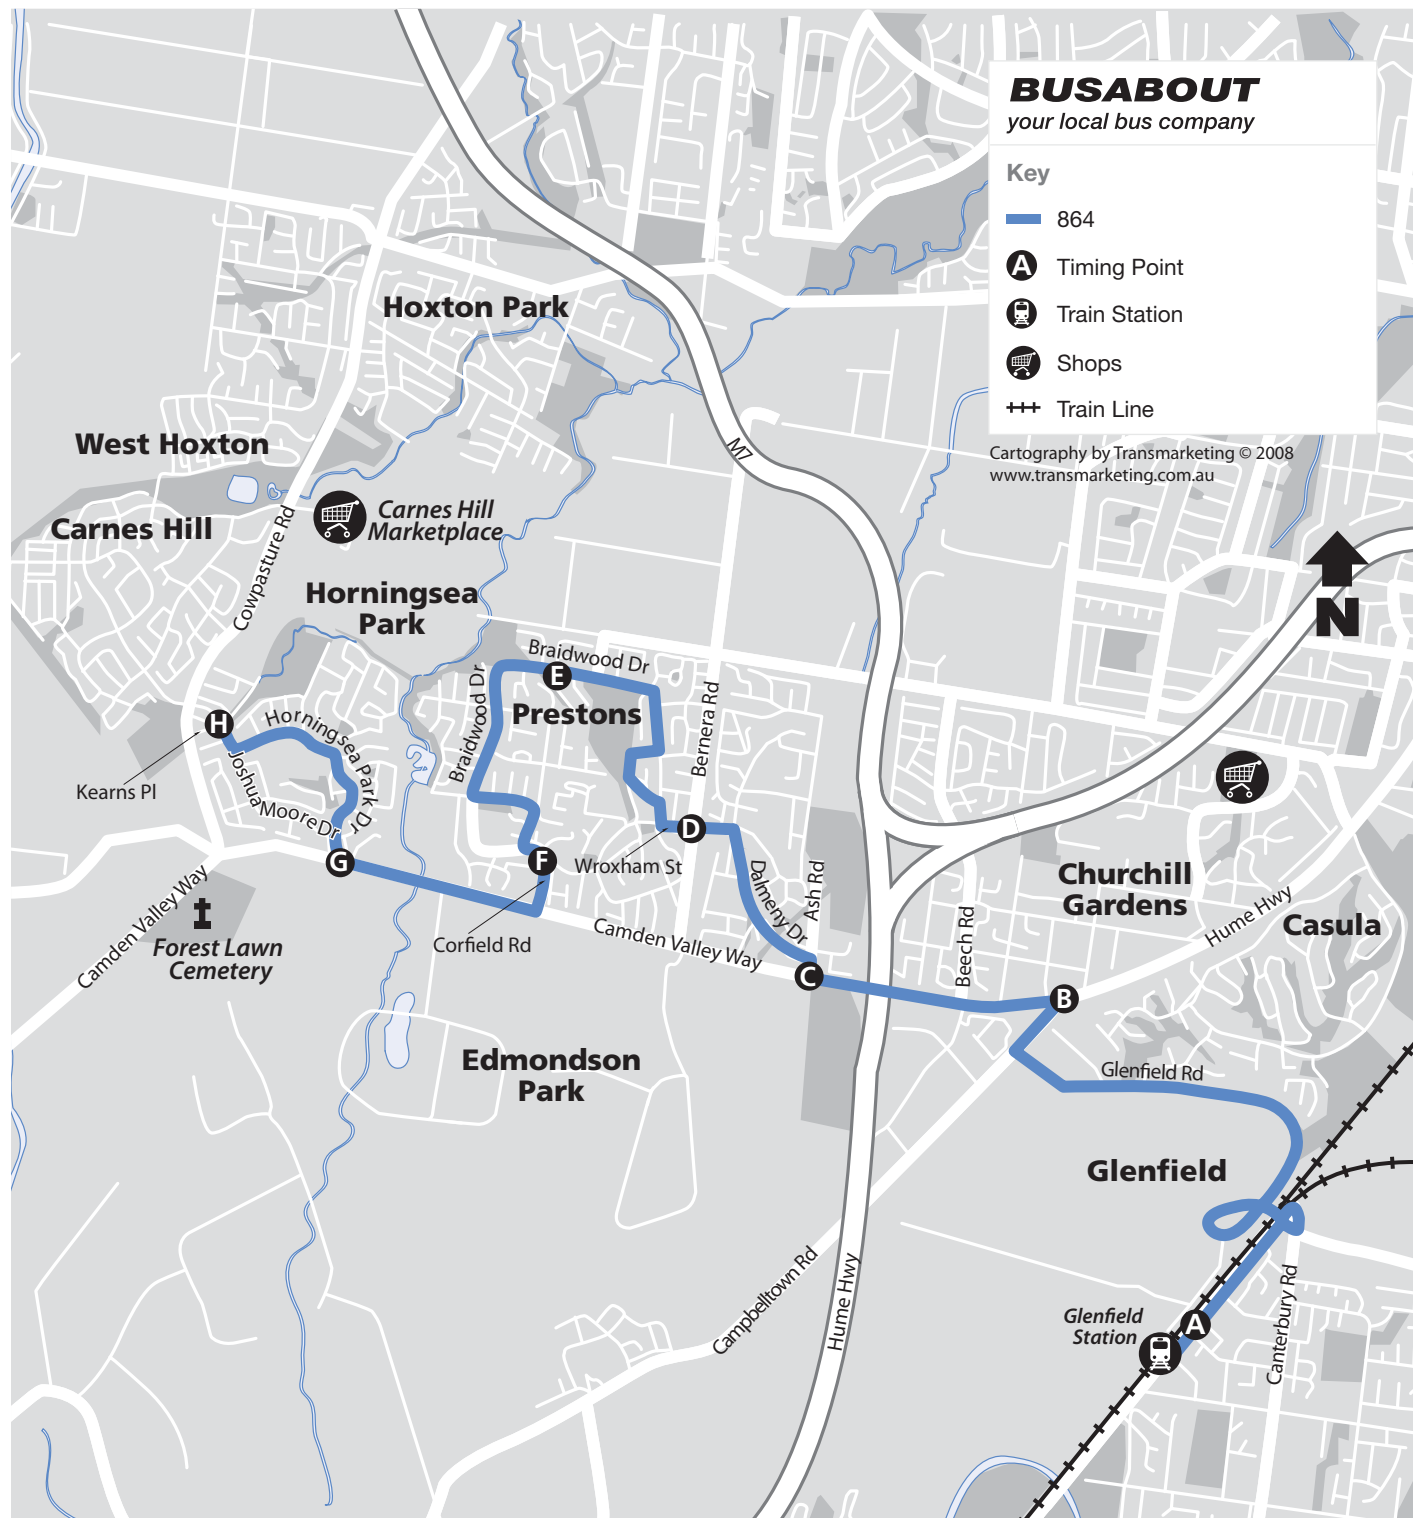 BUSABOUT
your local bus company
Key
864
A
Timing Point
Train Station
Shops
Train Line
Cartography by Transmarketing © 2008
www.transmarketing.com.au
N
Hoxton Park
West Hoxton
M7
Carnes Hill
Carnes Hill
Marketplace
Cowpasture Rd
Horningsea
Park
Braidwood Dr
E
Braidwood Dr
Prestons
Bernera Rd
H
Horningsea Park Dr
Joshua
Moore Dr
Kearns Pl
D
Wroxham St
F
G
Dalmeny Dr
Ash Rd
Churchill
Gardens
Hume Hwy
Casula
Beech Rd
Camden Valley Way
Forest Lawn
Cemetery
Corfield Rd
Camden Valley Way
C
B
Edmondson
Park
Glenfield Rd
Glenfield
Campbelltown Rd
Hume Hwy
Canterbury Rd
Glenfield
Station
A